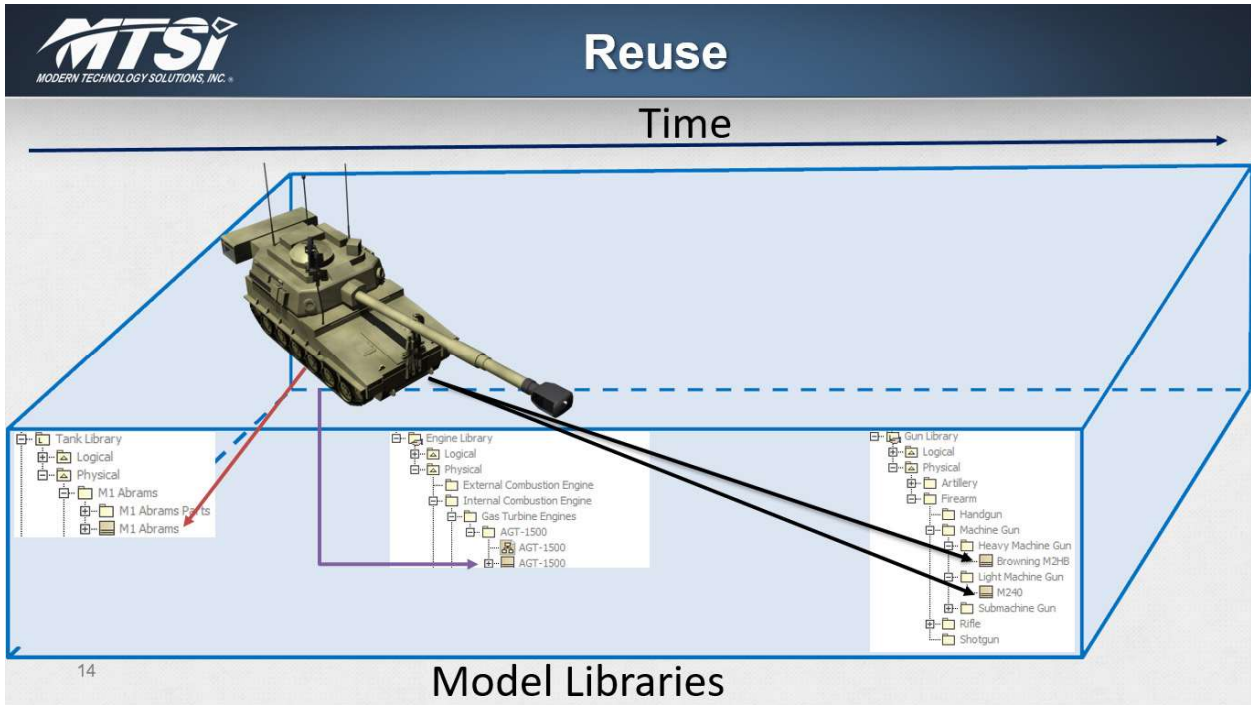 MTSi
MODERN TECHNOLOGY SOLUTIONS, INC. ®
Reuse
Time
Tank Library
Logical
Physical
M1 Abrams
M1 Abrams Parts
M1 Abrams
Engine Library
Logical
Physical
External Combustion Engine
Internal Combustion Engine
Gas Turbine Engines
AGT-1500
AGT-1500
AGT-1500
Gun Library
Logical
Physical
Artillery
Firearm
Handgun
Machine Gun
Heavy Machine Gun
Browning M2HB
Light Machine Gun
M240
Submachine Gun
Rifle
Shotgun
14
Model Libraries